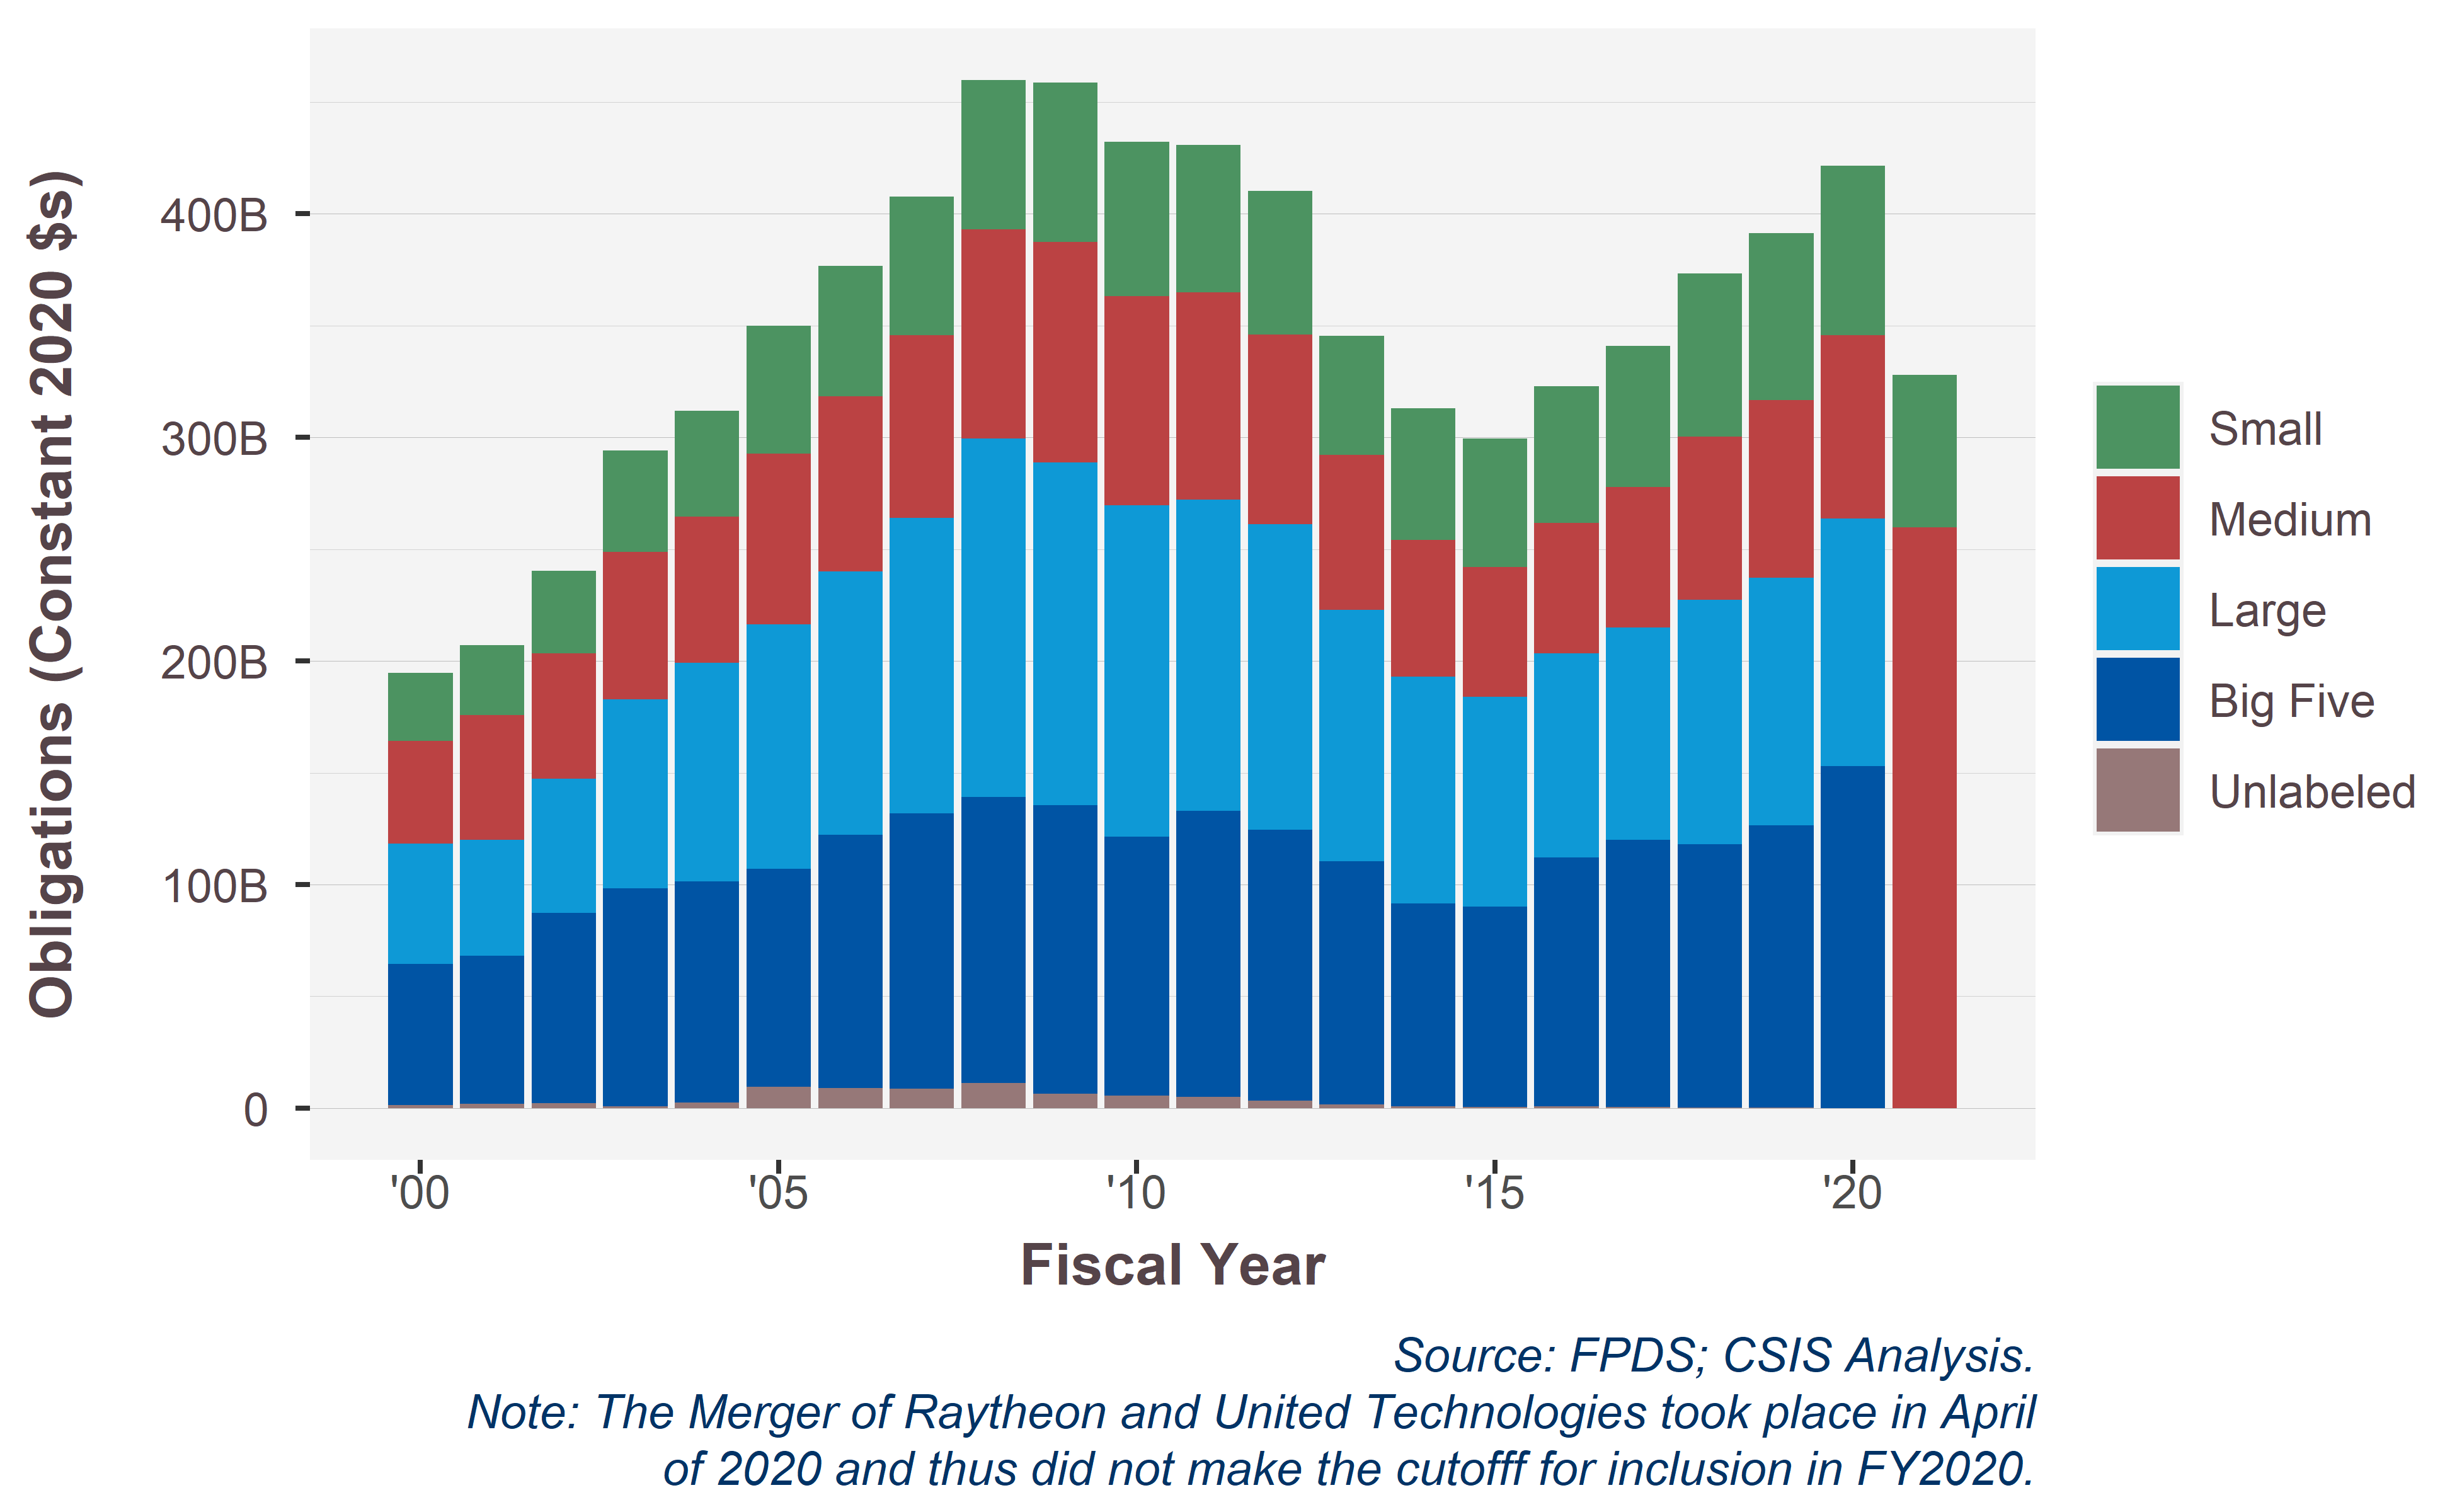 Obligations (Constant 2020 $s)
400B
300B
200B
100B
0
'00
'05
'10
'15
'20
Fiscal Year
Small
Medium
Large
Big Five
Unlabeled
Source: FPDS; CSIS Analysis.
Note: The Merger of Raytheon and United Technologies took place in April
of 2020 and thus did not make the cutofff for inclusion in FY2020.